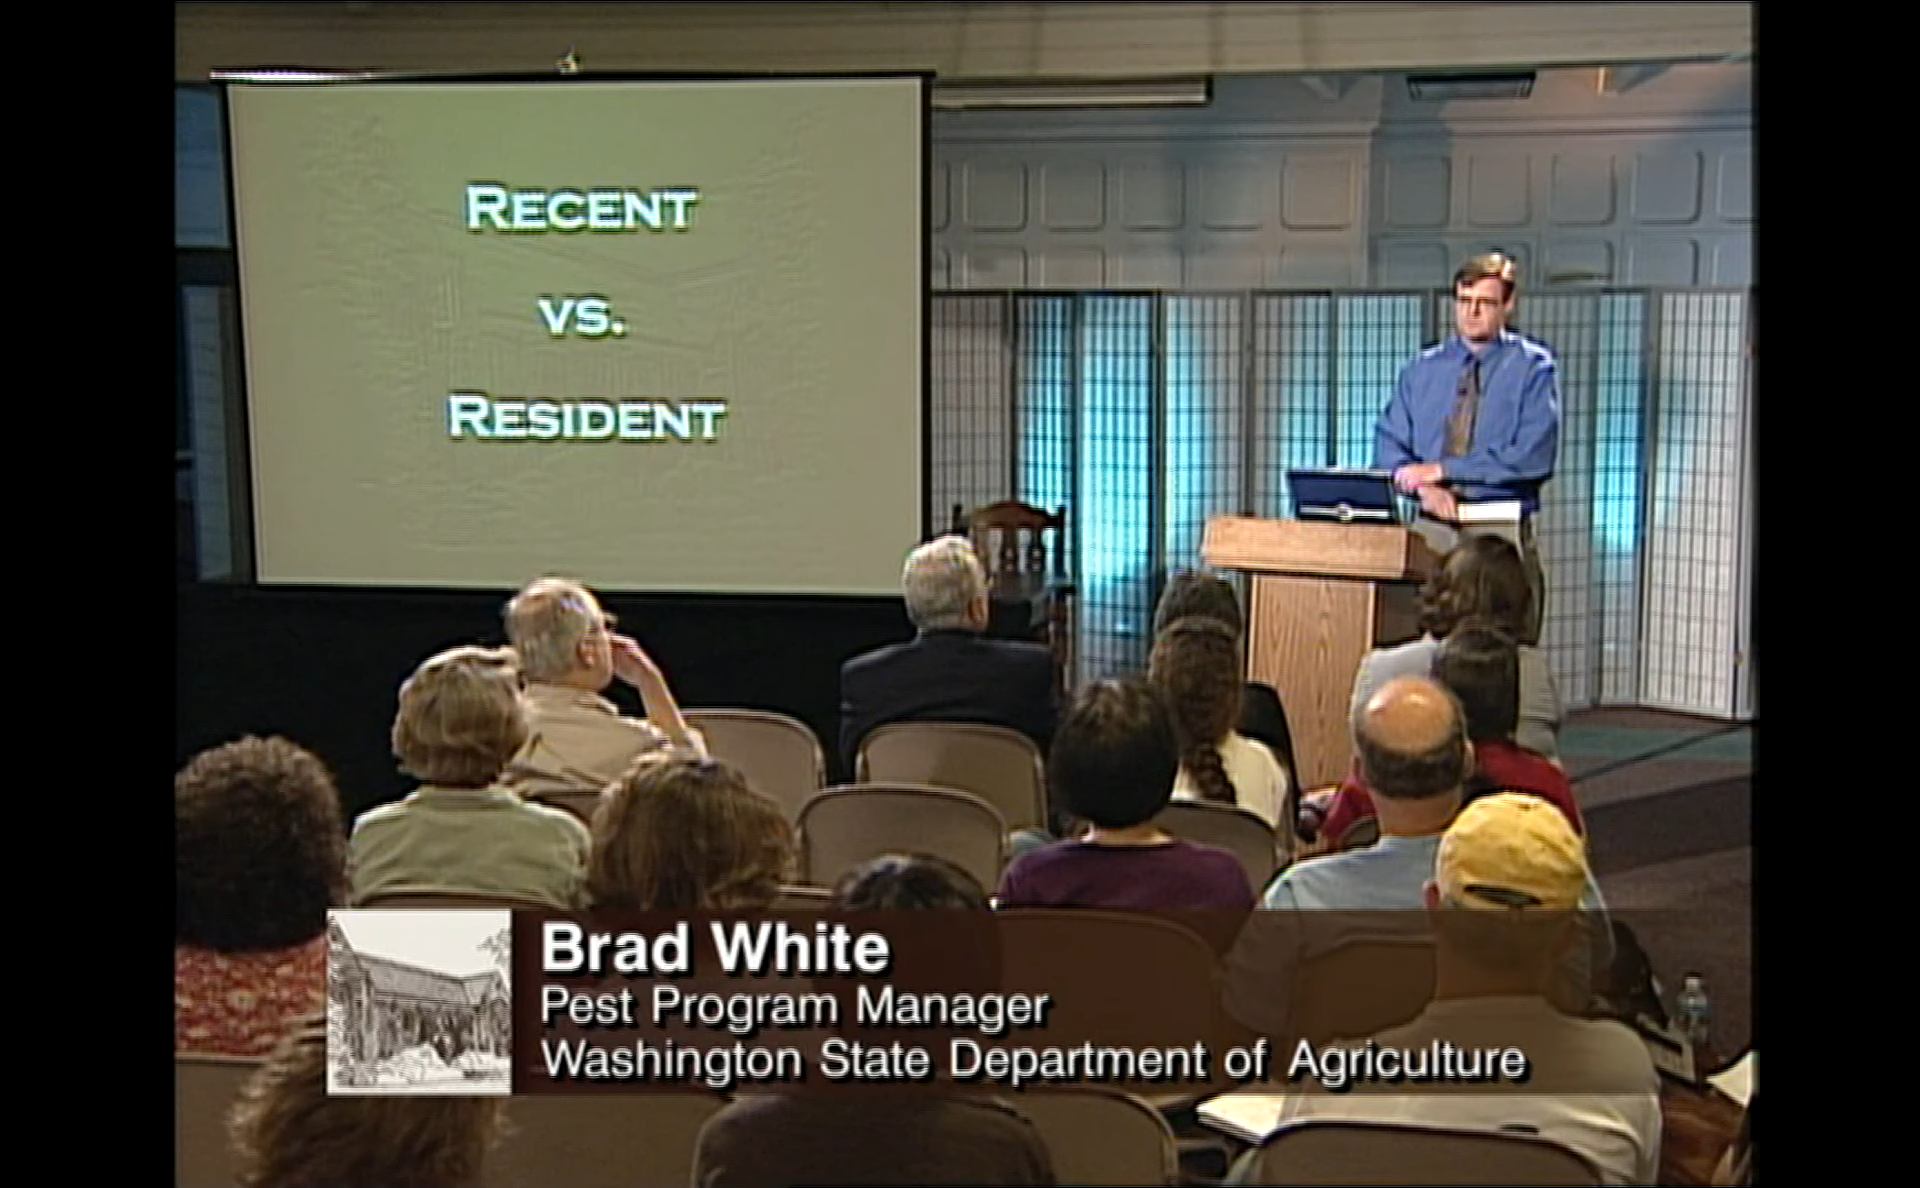 RECENT
VS.
RESIDENT
Brad White
Pest Program Manager
Washington State Department of Agriculture